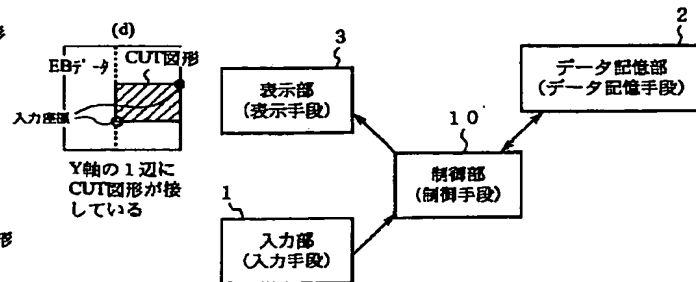 形
(d)
EBﾃﾞｰﾀ
CUT図形
入力座標
Y軸の1辺に
CUT図形が接
している
形
3
表示部
(表示手段)
2
データ記憶部
(データ記憶手段)
10
制御部
(制御手段)
1
入力部
(入力手段)